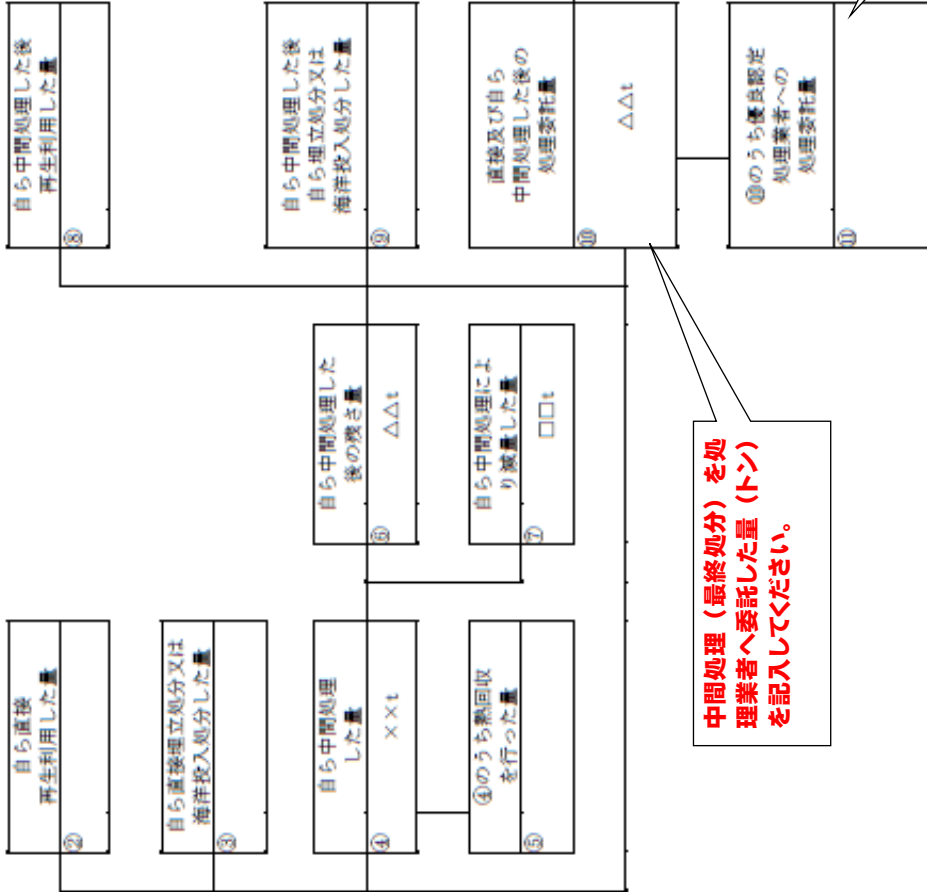 自ら直接
再生利用した量
②
自ら直接埋立処分又は
海洋投入処分した量
③
自ら中間処理
した量
④
××t
④のうち熱回収
を行った量
⑤
自ら中間処理した
後の残さ量
⑥
△△t
自ら中間処理によ
り減量した量
⑦
□□t
自ら中間処理した後
再生利用した量
⑧
自ら中間処理した後
自ら埋立処分又は
海洋投入処分した量
⑨
直接及び自ら
中間処理した後の
処理委託量
⑩
△△t
⑩のうち優良認定
処理業者への
処理委託量
⑪
中間処理（最終処分）を処
理業者へ委託した量（トン）
を記入してください。